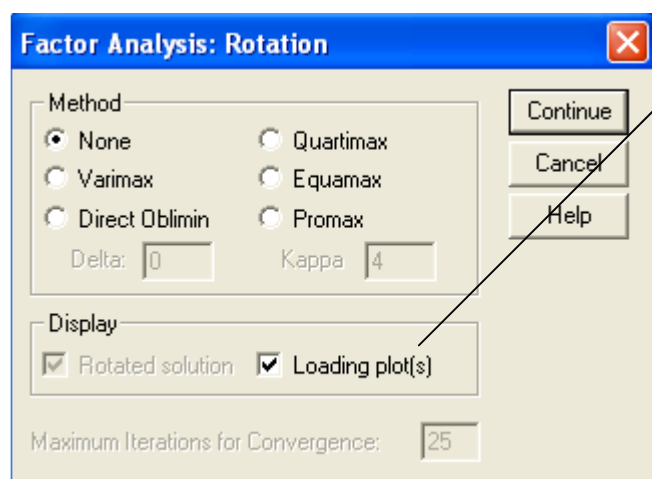 Factor Analysis: Rotation
Method
None
Quartimax
Varimax
Equamax
Direct Oblimin
Promax
Delta: 0
Kappa 4
Continue
Cancel
Help
Display
Rotated solution
Loading plot(s)
Maximum Iterations for Convergence: 25